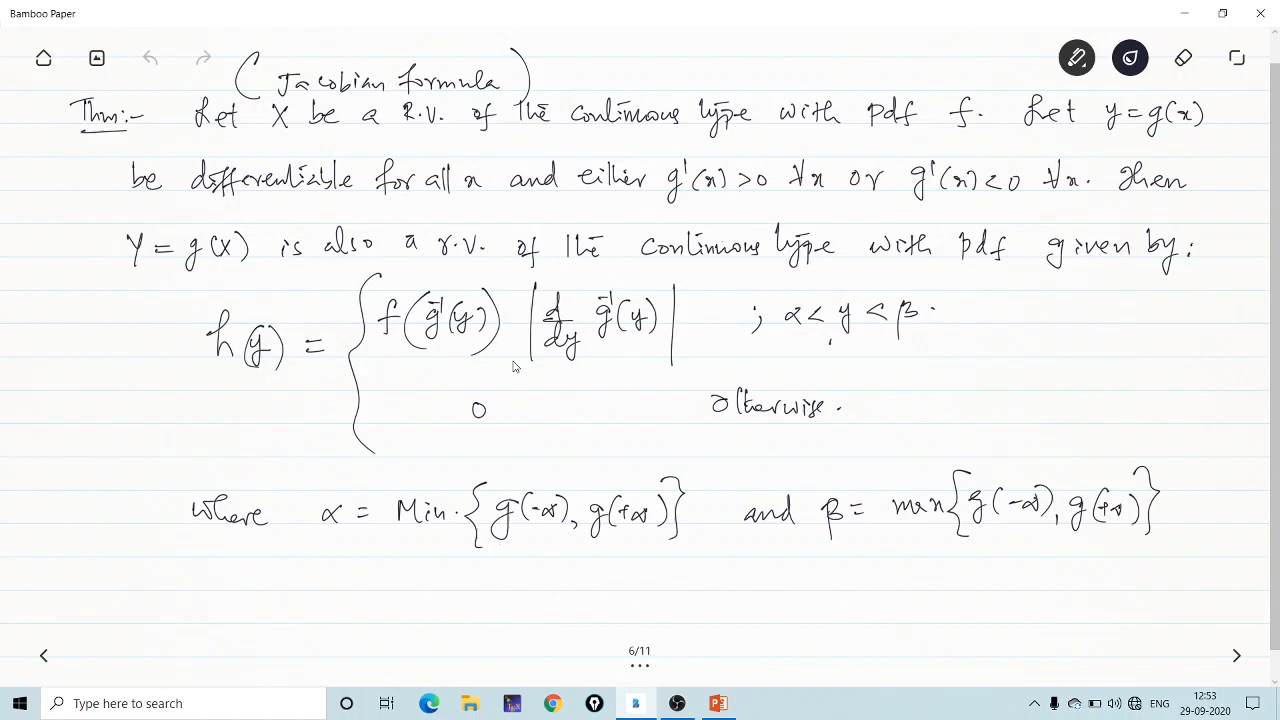 Bamboo Paper
(Jacobian formula)
Thm:- Let X be a R.V. of the continuous type with pdf f. Let y = g(x)
be differentiable for all x and either g'(x) > 0 ∀x or g'(x) < 0 ∀x. Then
Y = g(X) is also a r.v. of the continuous type with pdf given by:
h(y) = { f(g⁻¹(y)) | d/dy g⁻¹(y) | ; α < y < β.
0 otherwise.
where α = Min. {g(-∞), g(+∞)} and β = max {g(-∞), g(+∞)}
6/11
Type here to search
ENG
12:53
29-09-2020